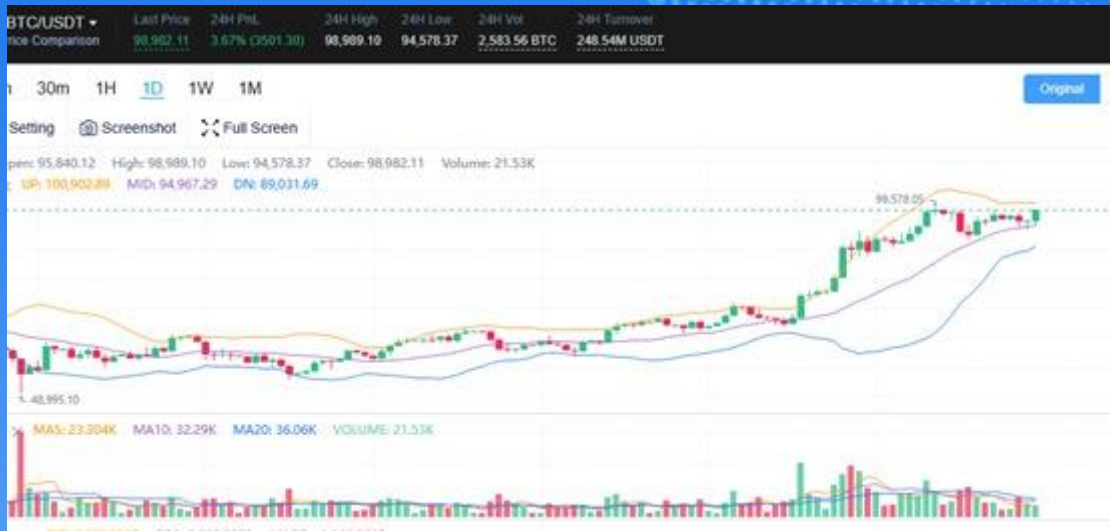 BTC/USDT Last Price 24H PnL 24H High 24H Low 24H Vol 24H Turnover
rice Comparison 98,982.11 3.67% (3501.30) 98,989.10 94,578.37 2,583.56 BTC 248.54M USDT
30m 1H 1D 1W 1M Original
Setting Screenshot Full Screen
pen: 95,840.12 High: 98,989.10 Low: 94,578.37 Close: 98,982.11 Volume: 21.53K
UP: 100,902.89 MID: 94,967.29 DN: 89,031.69
99,578.05
48,995.10
MA5: 23.304K MA10: 32.29K MA20: 36.06K VOLUME: 21.53K